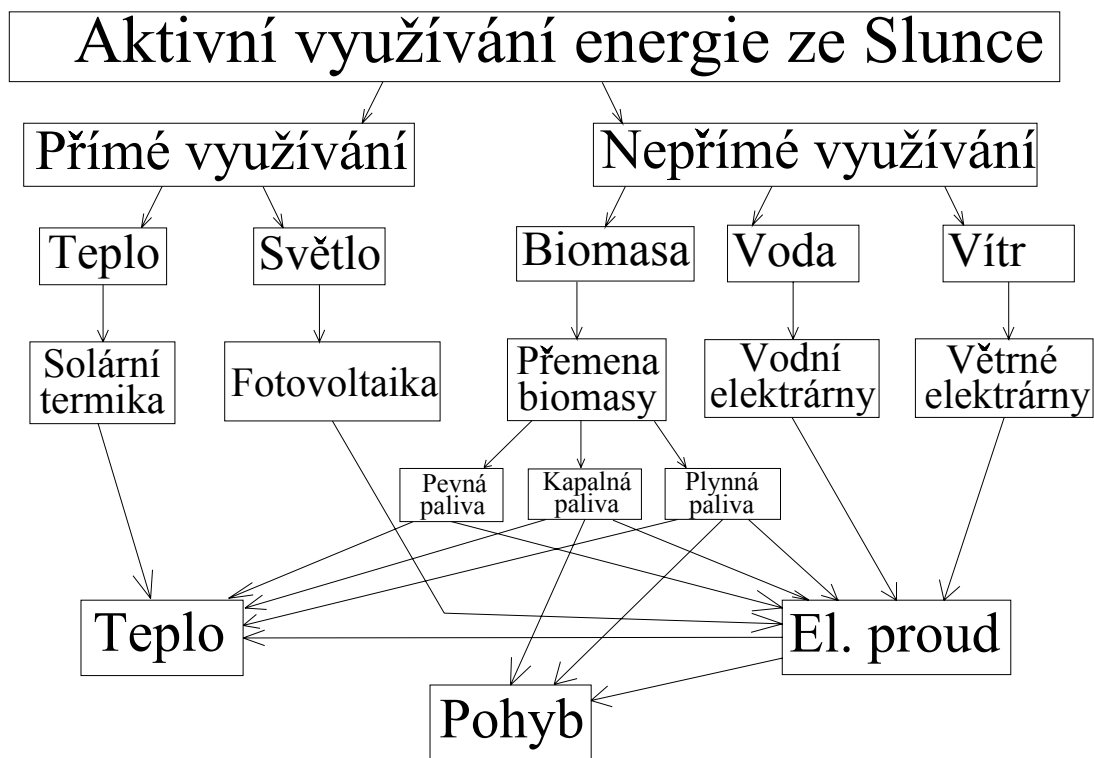 Aktivní využívání energie ze Slunce
Přímé využívání
Nepřímé využívání
Teplo
Světlo
Biomasa
Voda
Vítr
Solární
termika
Fotovoltaika
Přemena
biomasy
Vodní
elektrárny
Větrné
elektrárny
Pevná
paliva
Kapalná
paliva
Plynná
paliva
Teplo
El. proud
Pohyb